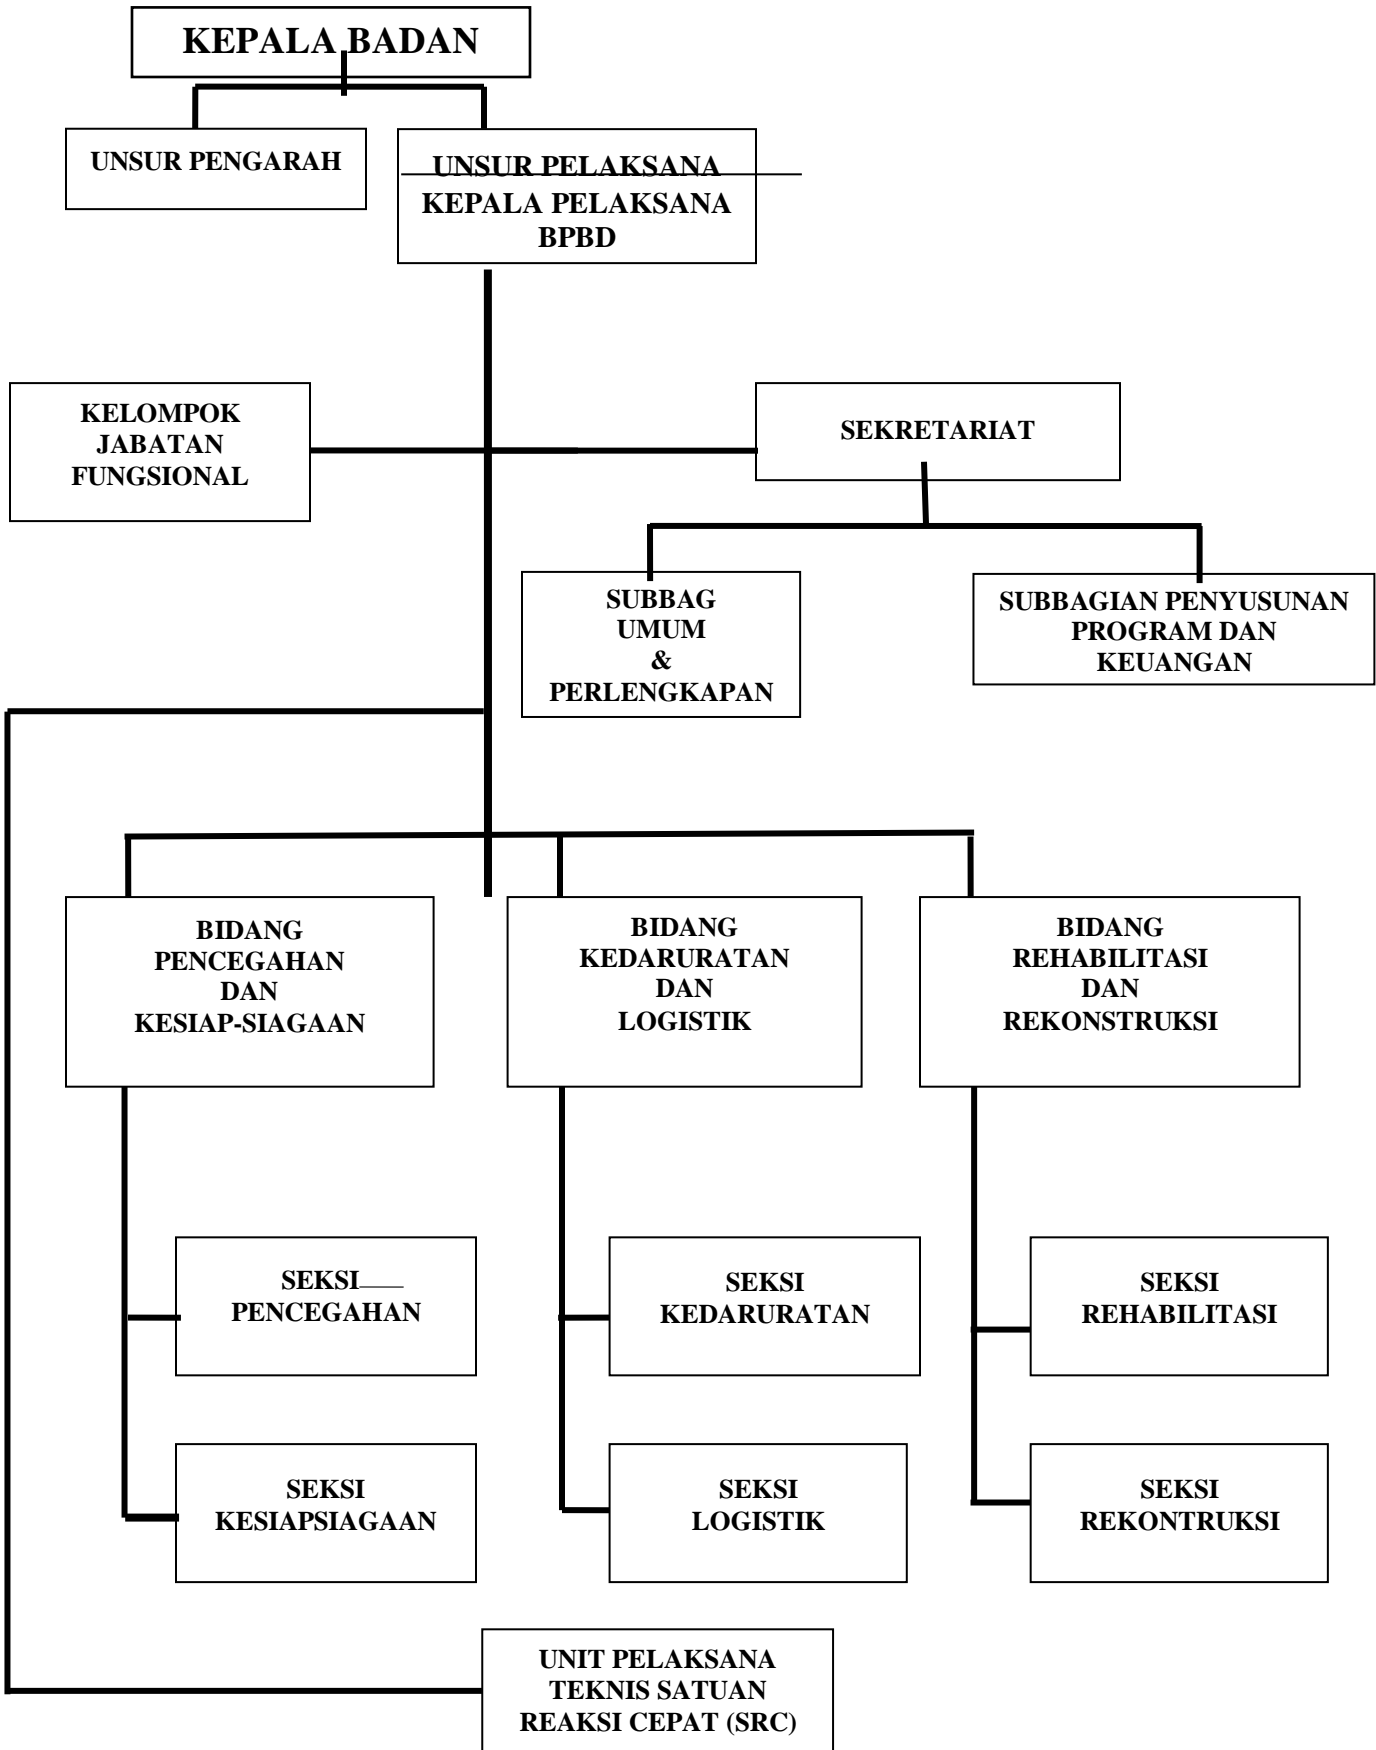 KEPALA BADAN
UNSUR PENGARAH
UNSUR PELAKSANA
KEPALA PELAKSANA
BPBD
KELOMPOK
JABATAN
FUNGSIONAL
SEKRETARIAT
SUBBAG
UMUM
&
PERLENGKAPAN
SUBBAGIAN PENYUSUNAN
PROGRAM DAN
KEUANGAN
BIDANG
PENCEGAHAN
DAN
KESIAP-SIAGAAN
BIDANG
KEDARURATAN
DAN
LOGISTIK
BIDANG
REHABILITASI
DAN
REKONSTRUKSI
SEKSI
PENCEGAHAN
SEKSI
KEDARURATAN
SEKSI
REHABILITASI
SEKSI
KESIAPSIAGAAN
SEKSI
LOGISTIK
SEKSI
REKONTRUKSI
UNIT PELAKSANA
TEKNIS SATUAN
REAKSI CEPAT (SRC)